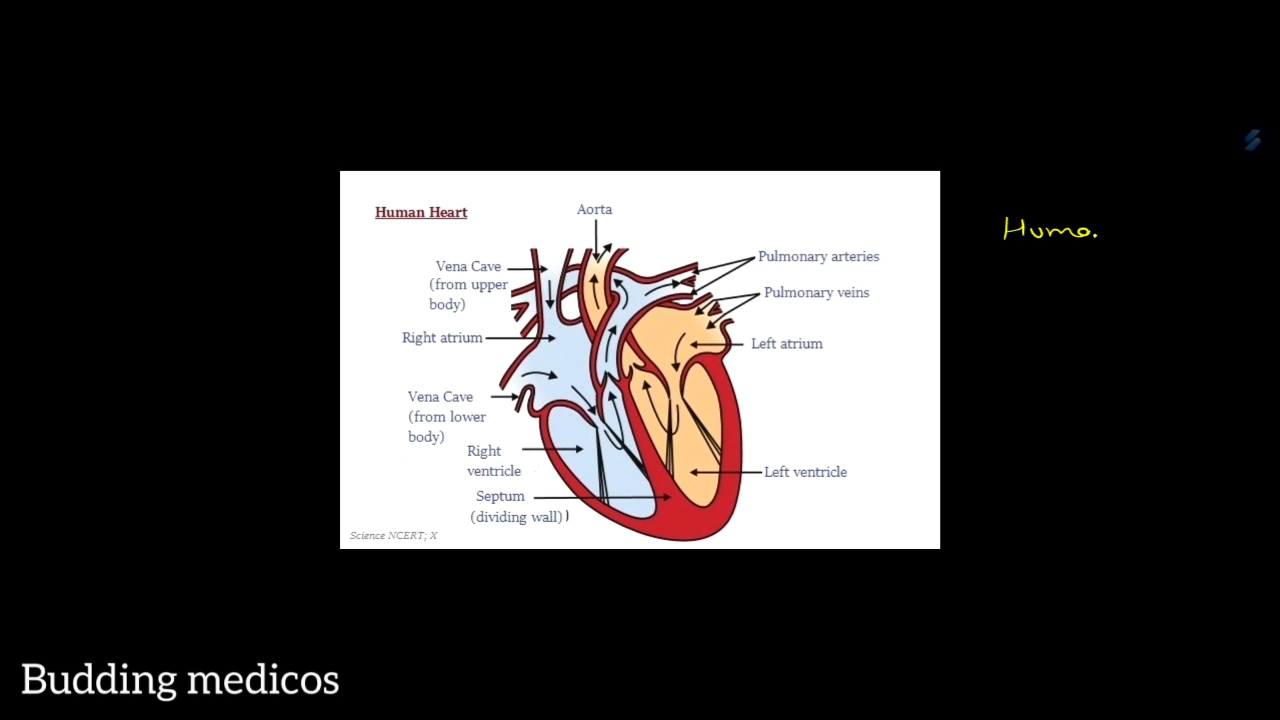 Human Heart
Aorta
Vena Cave
(from upper
body)
Pulmonary arteries
Pulmonary veins
Right atrium
Left atrium
Vena Cave
(from lower
body)
Right
ventricle
Left ventricle
Septum
(dividing wall)
Science NCERT; X
Huma.
Budding medicos